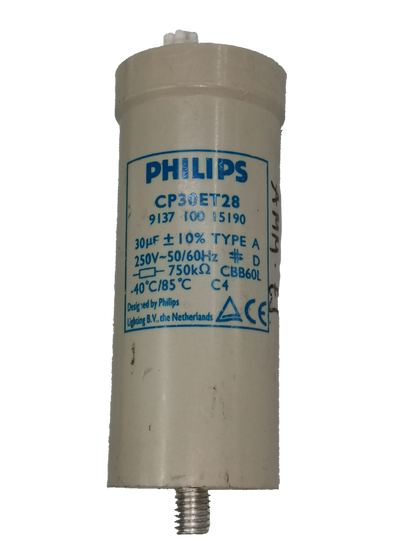 PHILIPS
CP30ET28
9137 100 15190
30µF ± 10% TYPE A
250V~50/60Hz D
750kΩ CBB60L
-40°C/85°C C4
Designed by Philips
Lighting B.V., the Netherlands CE